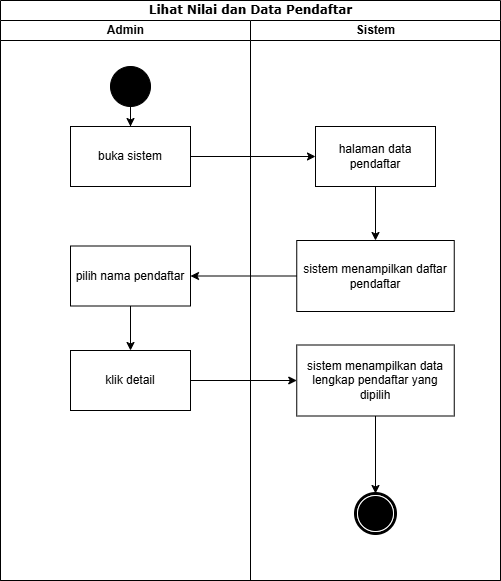 Lihat Nilai dan Data Pendaftar
Admin
Sistem
buka sistem
halaman data
pendaftar
pilih nama pendaftar
sistem menampilkan daftar
pendaftar
klik detail
sistem menampilkan data
lengkap pendaftar yang
dipilih